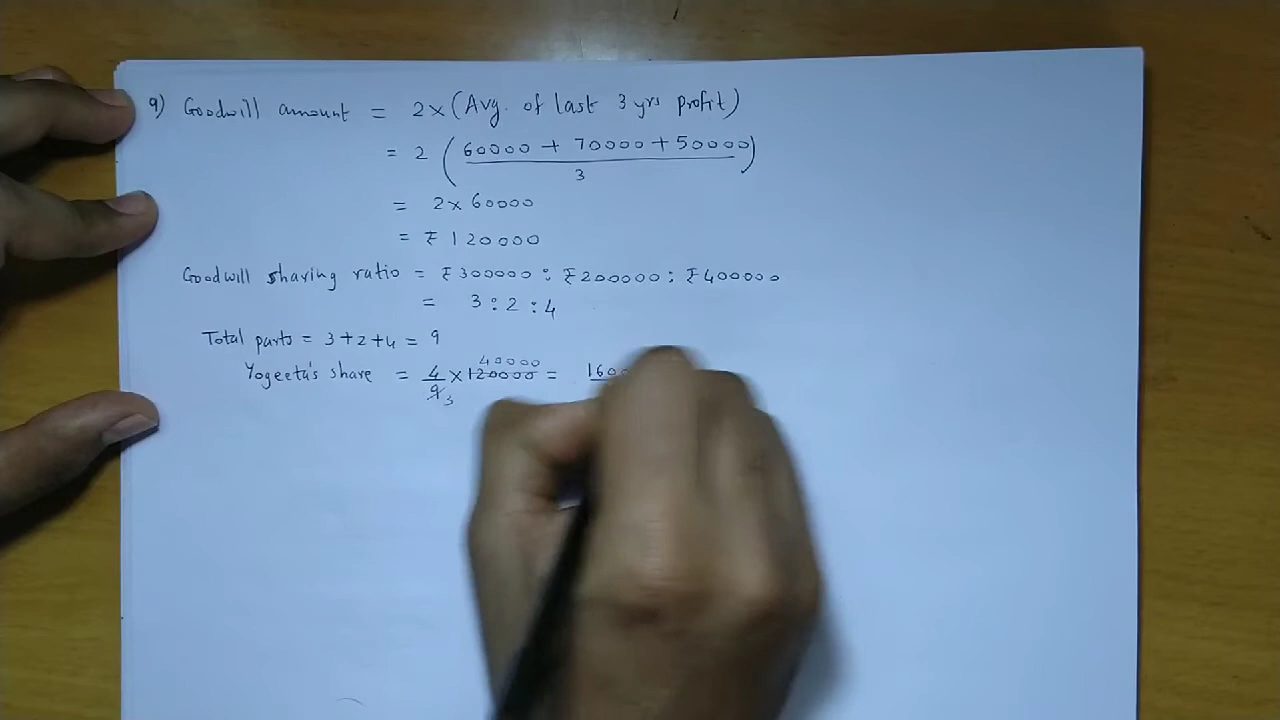 9) Goodwill amount = 2 × (Avg. of last 3 yrs profit)
= 2 ( 60000 + 70000 + 50000 )
3
= 2 × 60000
= ₹ 120000
Goodwill sharing ratio = ₹ 300000 : ₹ 200000 : ₹ 400000
= 3 : 2 : 4
Total parts = 3 + 2 + 4 = 9
40000
Yogeeta's share = 4/9 × 120000 = 160
3